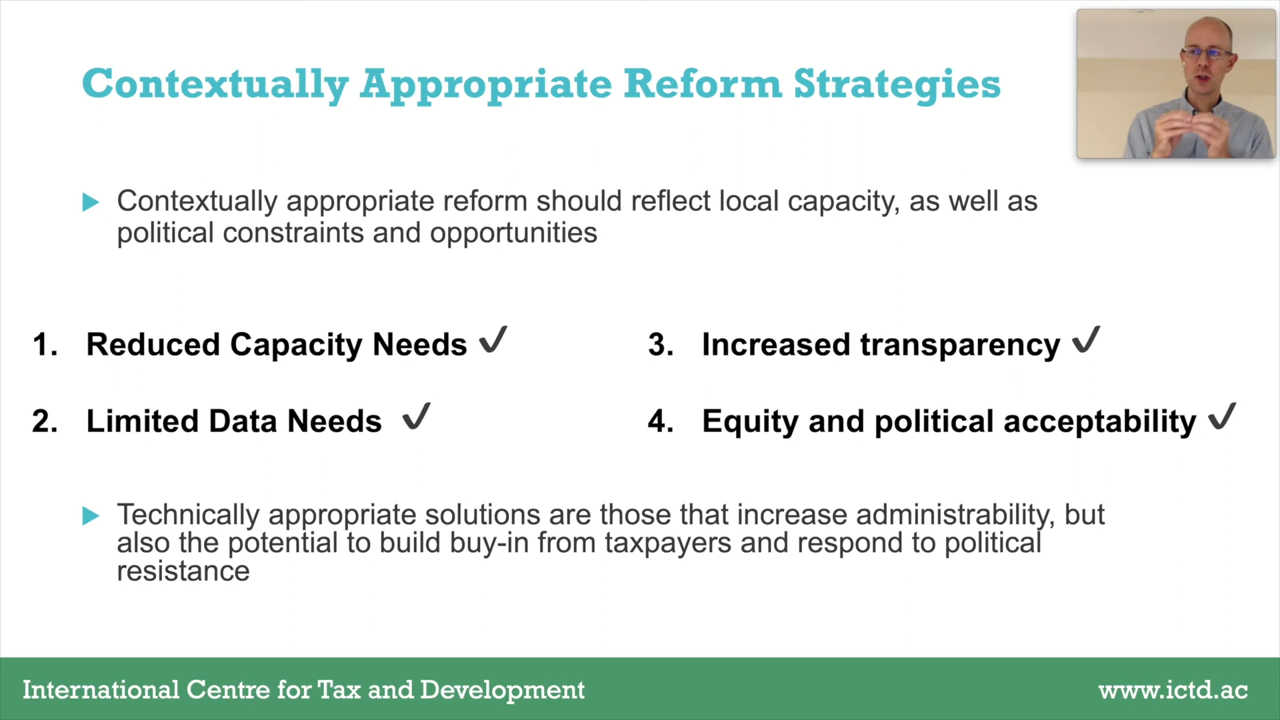 Contextually Appropriate Reform Strategies
Contextually appropriate reform should reflect local capacity, as well as
political constraints and opportunities
1. Reduced Capacity Needs ✓
2. Limited Data Needs ✓
3. Increased transparency ✓
4. Equity and political acceptability ✓
Technically appropriate solutions are those that increase administrability, but
also the potential to build buy-in from taxpayers and respond to political
resistance
International Centre for Tax and Development
www.ictd.ac